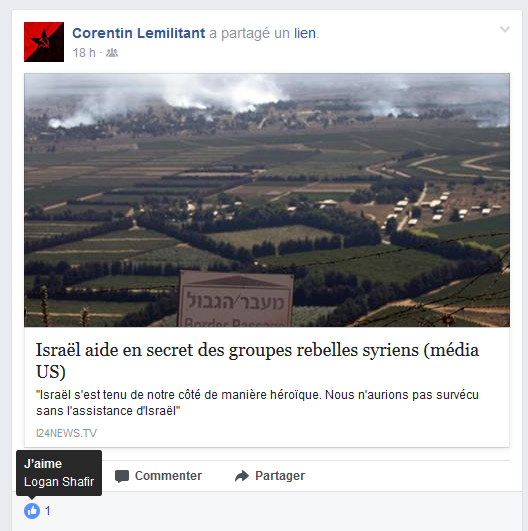 Corentin Lemilitant a partagé un lien.
18 h ·
מעבר/הגבול
Border Passage
Israël aide en secret des groupes rebelles syriens (média
US)
"Israël s'est tenu de notre côté de manière héroïque. Nous n'aurions pas survécu
sans l'assistance d'Israël"
I24NEWS.TV
J'aime
Logan Shafir
Commenter
Partager
1